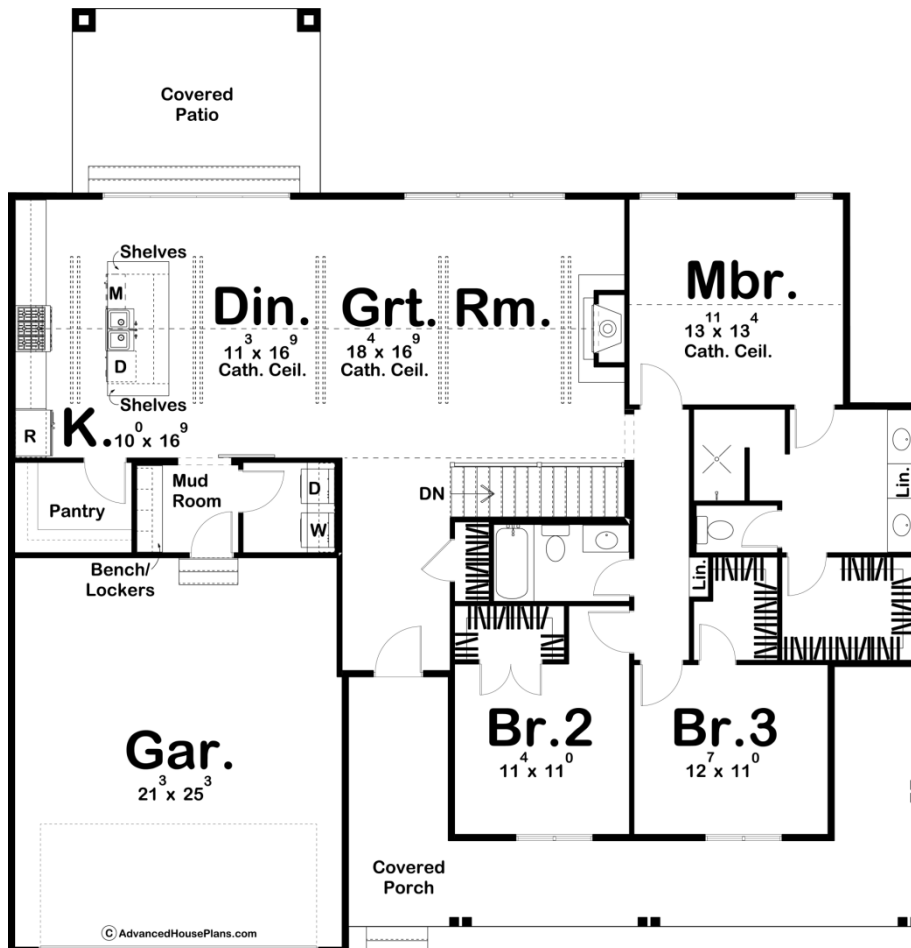 Covered
Patio
Shelves
M
D
Shelves
Din.
11³ x 16⁹
Cath. Ceil.
Grt. Rm.
18⁴ x 16⁹
Cath. Ceil.
Mbr.
13¹¹ x 13⁴
Cath. Ceil.
R
K.
10⁰ x 16⁹
Pantry
Mud
Room
D
W
DN
Lin.
Bench/
Lockers
Lin.
Gar.
21³ x 25³
Br.2
11⁴ x 11⁰
Br.3
12⁷ x 11⁰
Covered
Porch
© AdvancedHousePlans.com